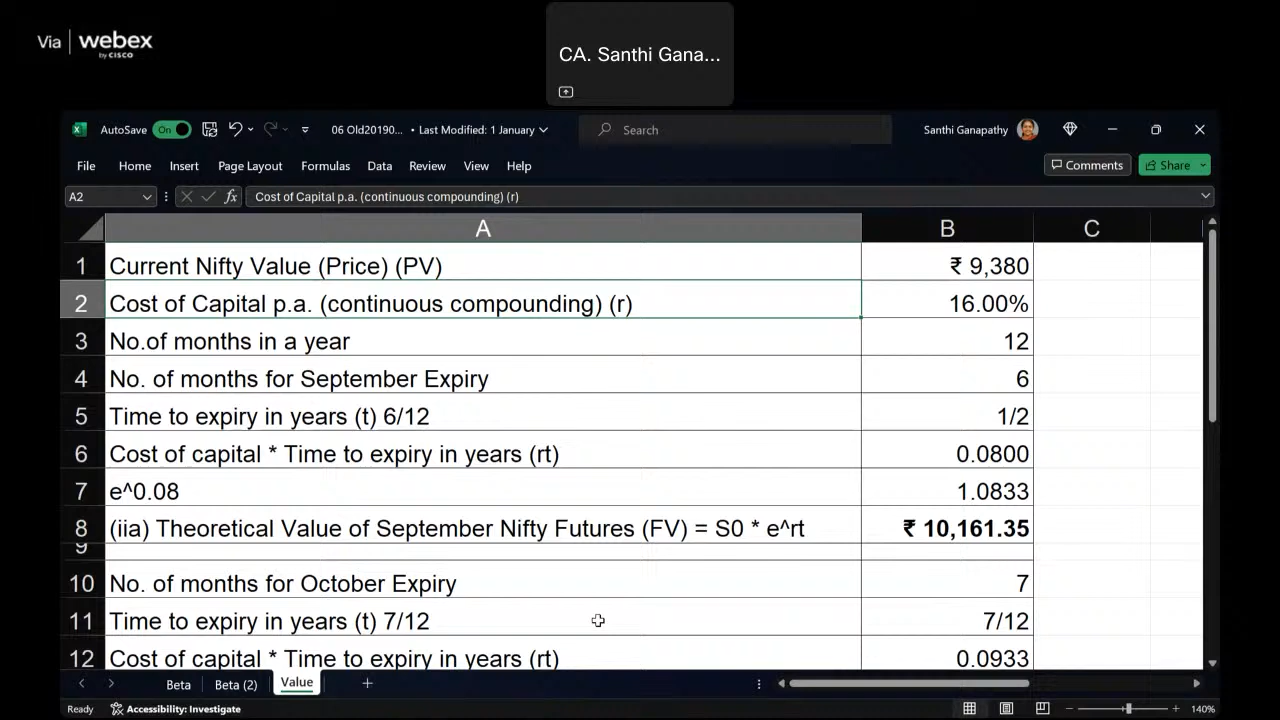 Via webex
by CISCO
CA. Santhi Gana...
AutoSave On 06 Old20190... • Last Modified: 1 January Search Santhi Ganapathy
File Home Insert Page Layout Formulas Data Review View Help Comments Share
A2 fx Cost of Capital p.a. (continuous compounding) (r)
A B C
1 Current Nifty Value (Price) (PV) ₹ 9,380
2 Cost of Capital p.a. (continuous compounding) (r) 16.00%
3 No.of months in a year 12
4 No. of months for September Expiry 6
5 Time to expiry in years (t) 6/12 1/2
6 Cost of capital * Time to expiry in years (rt) 0.0800
7 e^0.08 1.0833
8 (iia) Theoretical Value of September Nifty Futures (FV) = S0 * e^rt ₹ 10,161.35
9
10 No. of months for October Expiry 7
11 Time to expiry in years (t) 7/12 7/12
12 Cost of capital * Time to expiry in years (rt) 0.0933
Beta Beta (2) Value
Ready Accessibility: Investigate 140%